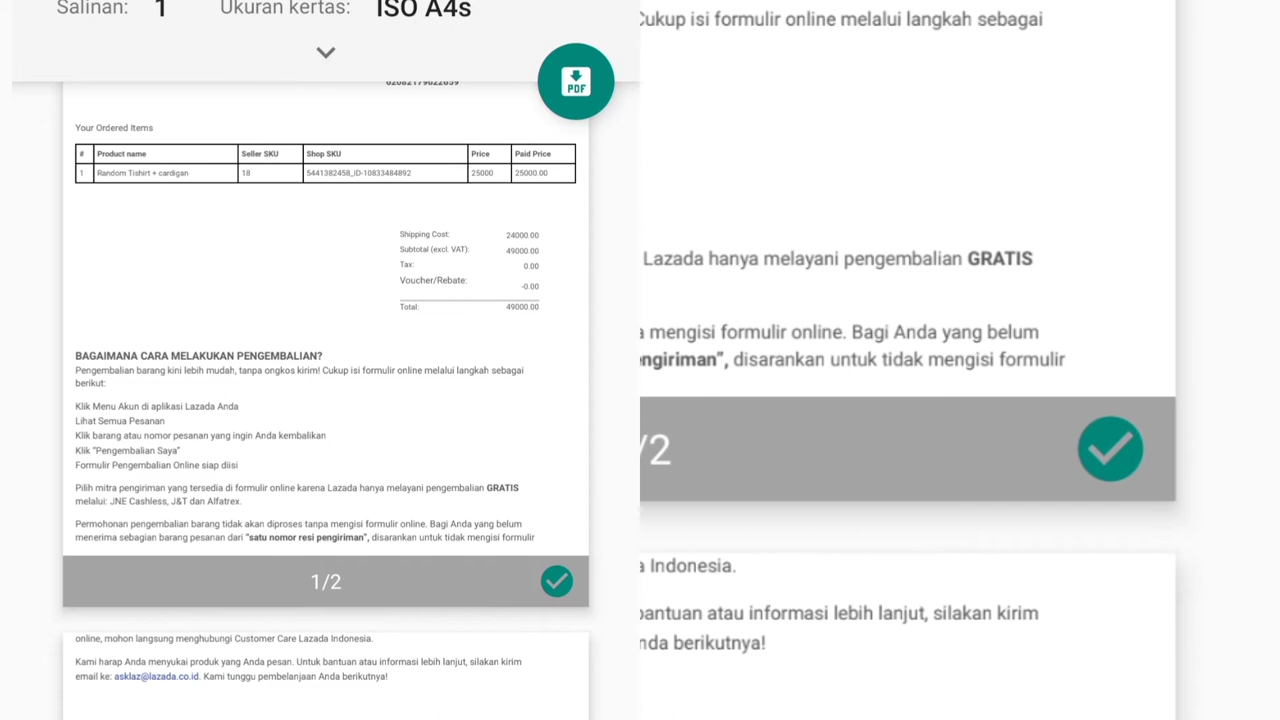 Salinan: 1 Ukuran kertas: ISO A4s
PDF
62082179622659
Your Ordered Items
# Product name Seller SKU Shop SKU Price Paid Price
1 Random Tishirt + cardigan 18 5441382458_ID-10833484892 25000 25000.00
Shipping Cost: 24000.00
Subtotal (excl. VAT): 49000.00
Tax: 0.00
Voucher/Rebate: -0.00
Total: 49000.00
BAGAIMANA CARA MELAKUKAN PENGEMBALIAN?
Pengembalian barang kini lebih mudah, tanpa ongkos kirim! Cukup isi formulir online melalui langkah sebagai
berikut:
Klik Menu Akun di aplikasi Lazada Anda
Lihat Semua Pesanan
Klik barang atau nomor pesanan yang ingin Anda kembalikan
Klik "Pengembalian Saya"
Formulir Pengembalian Online siap diisi
Pilih mitra pengiriman yang tersedia di formulir online karena Lazada hanya melayani pengembalian GRATIS
melalui: JNE Cashless, J&T dan Alfatrex.
Permohonan pengembalian barang tidak akan diproses tanpa mengisi formulir online. Bagi Anda yang belum
menerima sebagian barang pesanan dari "satu nomor resi pengiriman", disarankan untuk tidak mengisi formulir
1/2
online, mohon langsung menghubungi Customer Care Lazada Indonesia.
Kami harap Anda menyukai produk yang Anda pesan. Untuk bantuan atau informasi lebih lanjut, silakan kirim
email ke: asklaz@lazada.co.id. Kami tunggu pembelanjaan Anda berikutnya!
Cukup isi formulir online melalui langkah sebagai
Lazada hanya melayani pengembalian GRATIS
a mengisi formulir online. Bagi Anda yang belum
ngiriman", disarankan untuk tidak mengisi formulir
/2
a Indonesia.
bantuan atau informasi lebih lanjut, silakan kirim
nda berikutnya!